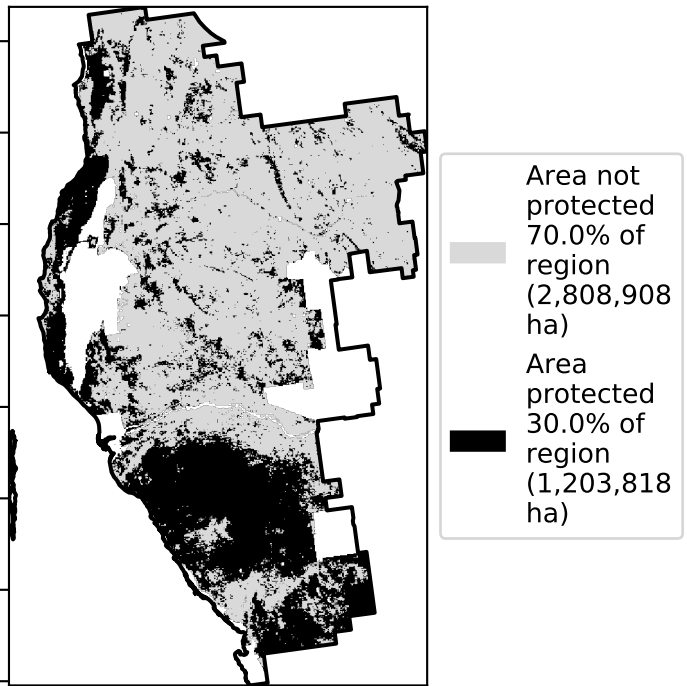 Area not
protected
70.0% of
region
(2,808,908
ha)
Area
protected
30.0% of
region
(1,203,818
ha)